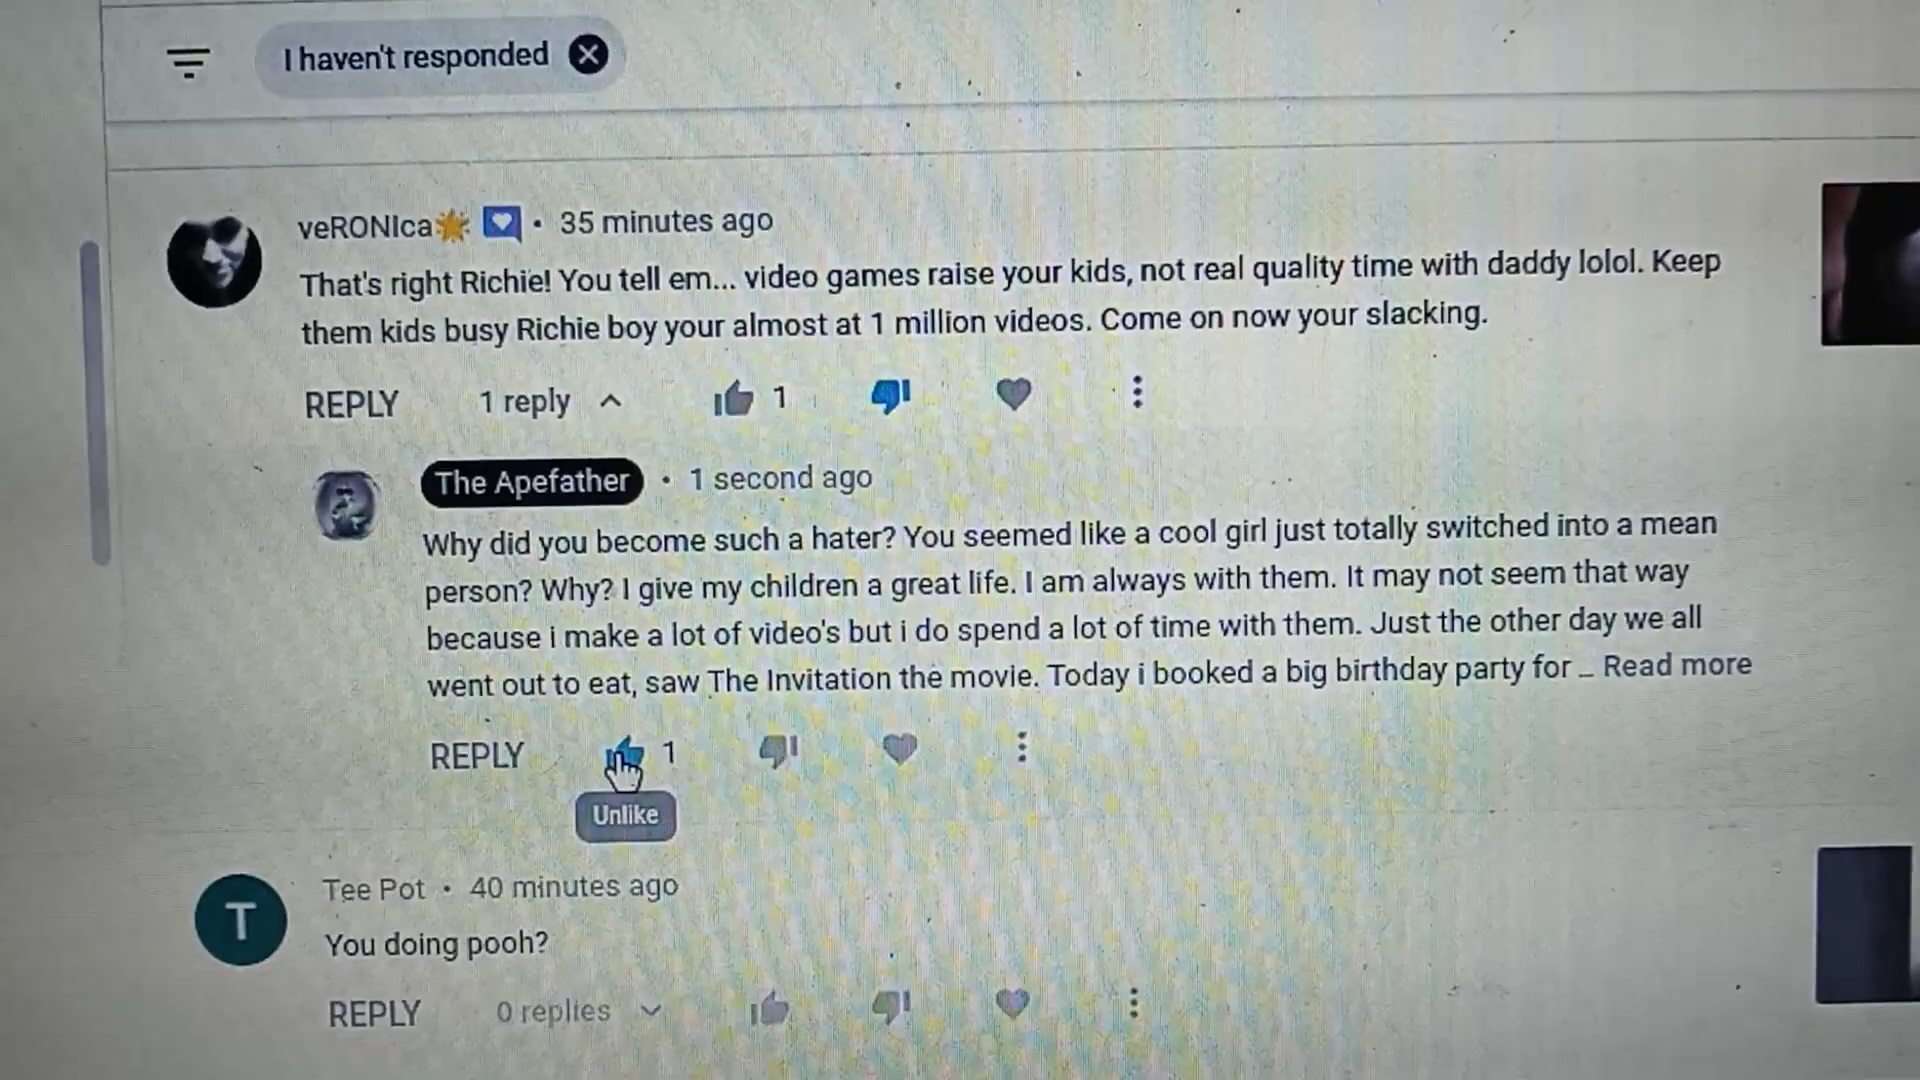 I haven't responded
veRONIca🌟 • 35 minutes ago
That's right Richie! You tell em... video games raise your kids, not real quality time with daddy lolol. Keep
them kids busy Richie boy your almost at 1 million videos. Come on now your slacking.
REPLY 1 reply 1
The Apefather • 1 second ago
Why did you become such a hater? You seemed like a cool girl just totally switched into a mean
person? Why? I give my children a great life. I am always with them. It may not seem that way
because i make a lot of video's but i do spend a lot of time with them. Just the other day we all
went out to eat, saw The Invitation the movie. Today i booked a big birthday party for ... Read more
REPLY 1
Unlike
T
Tee Pot • 40 minutes ago
You doing pooh?
REPLY 0 replies